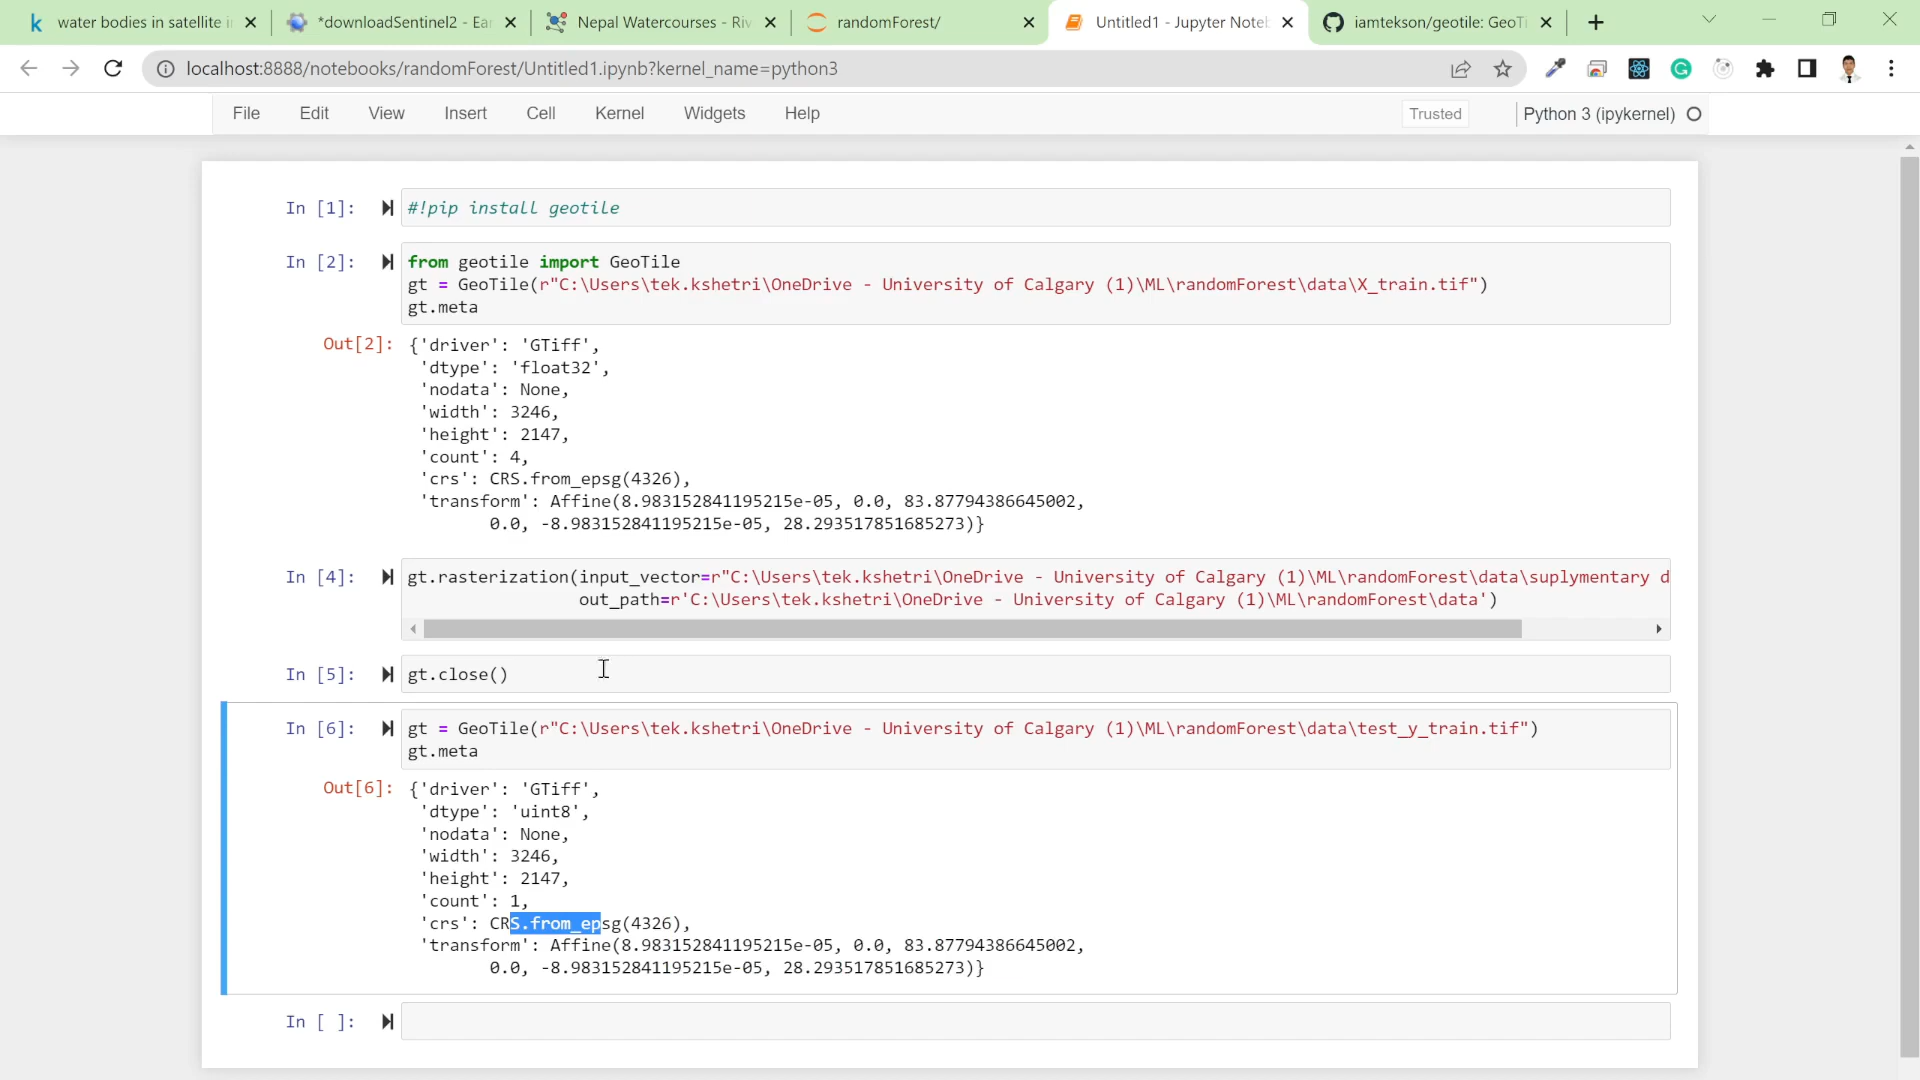 water bodies in satellite i
*downloadSentinel2 - Ear
Nepal Watercourses - Riv
randomForest/
Untitled1 - Jupyter Noteb
iamtekson/geotile: GeoTi
localhost:8888/notebooks/randomForest/Untitled1.ipynb?kernel_name=python3
File Edit View Insert Cell Kernel Widgets Help Trusted Python 3 (ipykernel)
In [1]: #!pip install geotile
In [2]: from geotile import GeoTile
gt = GeoTile(r"C:\Users\tek.kshetri\OneDrive - University of Calgary (1)\ML\randomForest\data\X_train.tif")
gt.meta
Out[2]: {'driver': 'GTiff',
'dtype': 'float32',
'nodata': None,
'width': 3246,
'height': 2147,
'count': 4,
'crs': CRS.from_epsg(4326),
'transform': Affine(8.983152841195215e-05, 0.0, 83.87794386645002,
0.0, -8.983152841195215e-05, 28.293517851685273)}
In [4]: gt.rasterization(input_vector=r"C:\Users\tek.kshetri\OneDrive - University of Calgary (1)\ML\randomForest\data\suplymentary d
out_path=r'C:\Users\tek.kshetri\OneDrive - University of Calgary (1)\ML\randomForest\data')
In [5]: gt.close()
In [6]: gt = GeoTile(r"C:\Users\tek.kshetri\OneDrive - University of Calgary (1)\ML\randomForest\data\test_y_train.tif")
gt.meta
Out[6]: {'driver': 'GTiff',
'dtype': 'uint8',
'nodata': None,
'width': 3246,
'height': 2147,
'count': 1,
'crs': CRS.from_epsg(4326),
'transform': Affine(8.983152841195215e-05, 0.0, 83.87794386645002,
0.0, -8.983152841195215e-05, 28.293517851685273)}
In [ ]: